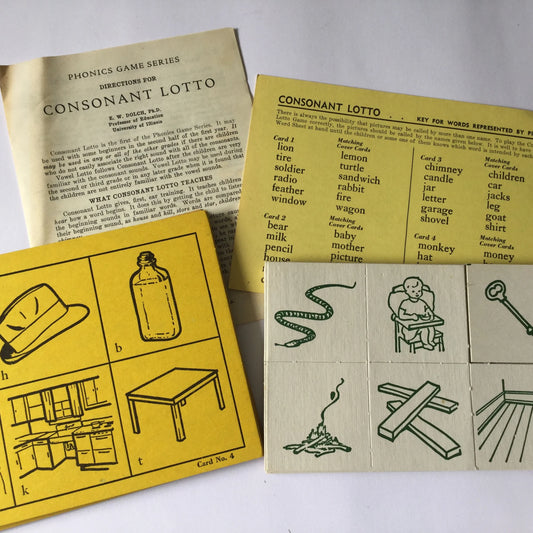 PHONICS GAME SERIES
DIRECTIONS FOR
CONSONANT LOTTO
E. W. DOLCH, Ph.D.
Professor of Education
University of Illinois
Consonant Lotto is the first of the Phonics Game Series. It may
be used with some beginners in the second half of the first year. It
may be used in any or all of the other grades if there are children
who do not know just the right sound with all of the consonants.
Vowel Lotto follows Consonant Lotto after the children are very
familiar with the consonant sounds. Vowel Lotto may be used during
the second or third grade or in any later grade when it is found that
the children are not entirely familiar with the vowel sounds.
WHAT CONSONANT LOTTO TEACHES
Consonant Lotto gives, first, ear training. It teaches children
hear how a word begins. It does this by getting the child to listen
the beginning sounds in familiar words. Words are compared
their beginning sound, as house and kill, store and
chimney
CONSONANT LOTTO . . . . KEY FOR WORDS REPRESENTED BY PI
There is always the possibility that pictures may be called by more than one name. To play the Co
Lotto Game correctly, the pictures should be called by the names given below. It is well to have
Word Sheet at hand until the children or some one of them knows which word is intended by each
Card 1
lion
tire
soldier
radio
feather
window
Matching
Cover Cards
lemon
turtle
sandwich
rabbit
fire
wagon
Card 3
chimney
candle
jar
letter
garage
shovel
Matching
Cover Cards
children
car
jacks
leg
goat
shirt
Card 2
bear
milk
pencil
house
Matching
Cover Cards
baby
mother
picture
Card 4
monkey
hat
Matching
Cover Cards
money
h
b
k
t
Card No. 4